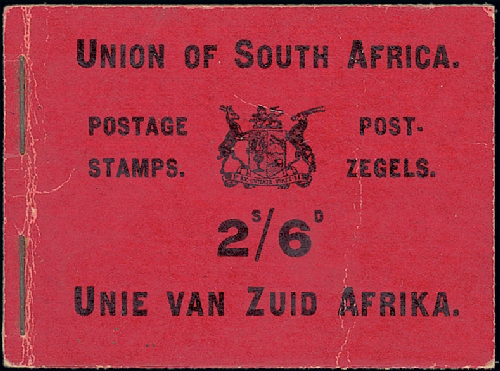 UNION OF SOUTH AFRICA.
POSTAGE STAMPS.
POST-ZEGELS.
2S/6D
UNIE VAN ZUID AFRIKA.